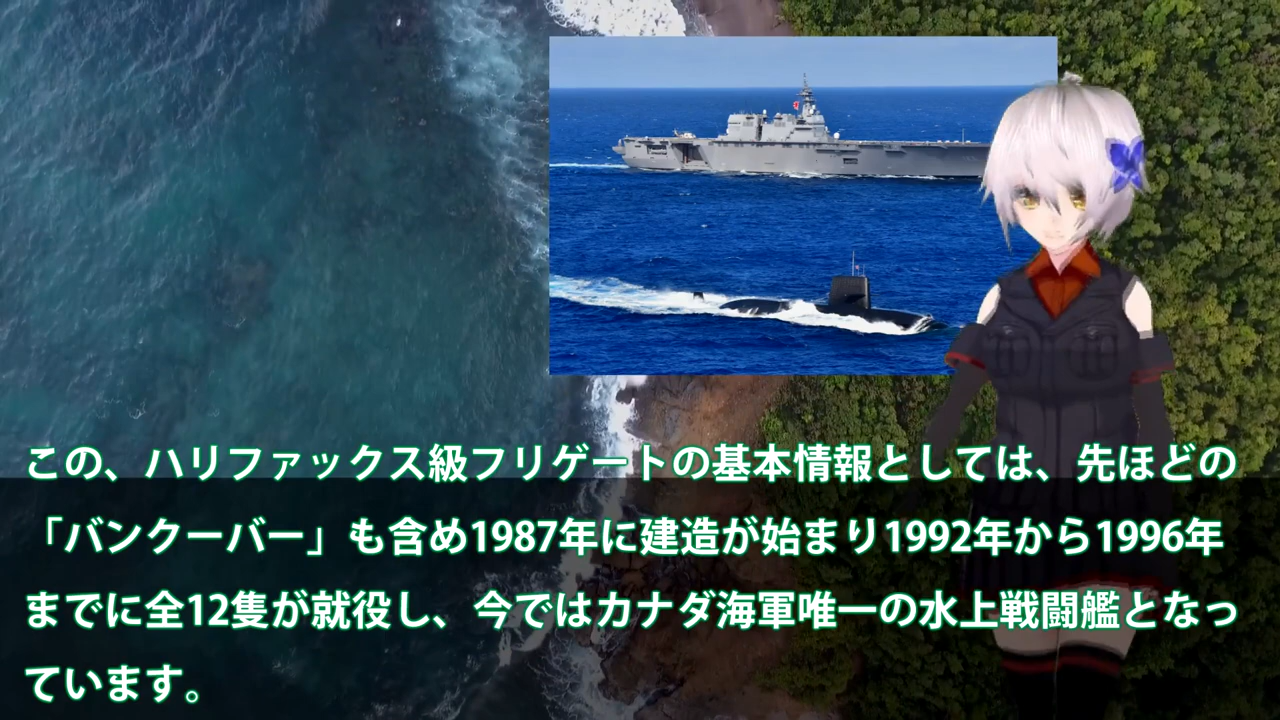 この、ハリファックス級フリゲートの基本情報としては、先ほどの
「バンクーバー」も含め1987年に建造が始まり1992年から1996年
までに全12隻が就役し、今ではカナダ海軍唯一の水上戦闘艦となっ
ています。